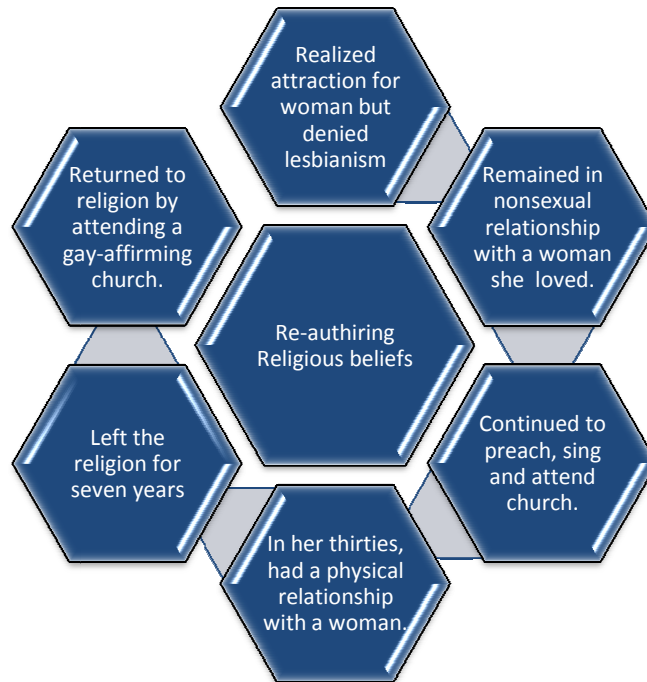 Realized
attraction for
woman but
denied
lesbianism
Remained in
nonsexual
relationship
with a woman
she loved.
Continued to
preach, sing
and attend
church.
In her thirties,
had a physical
relationship
with a woman.
Left the
religion for
seven years
Returned to
religion by
attending a
gay-affirming
church.
Re-authiring
Religious beliefs